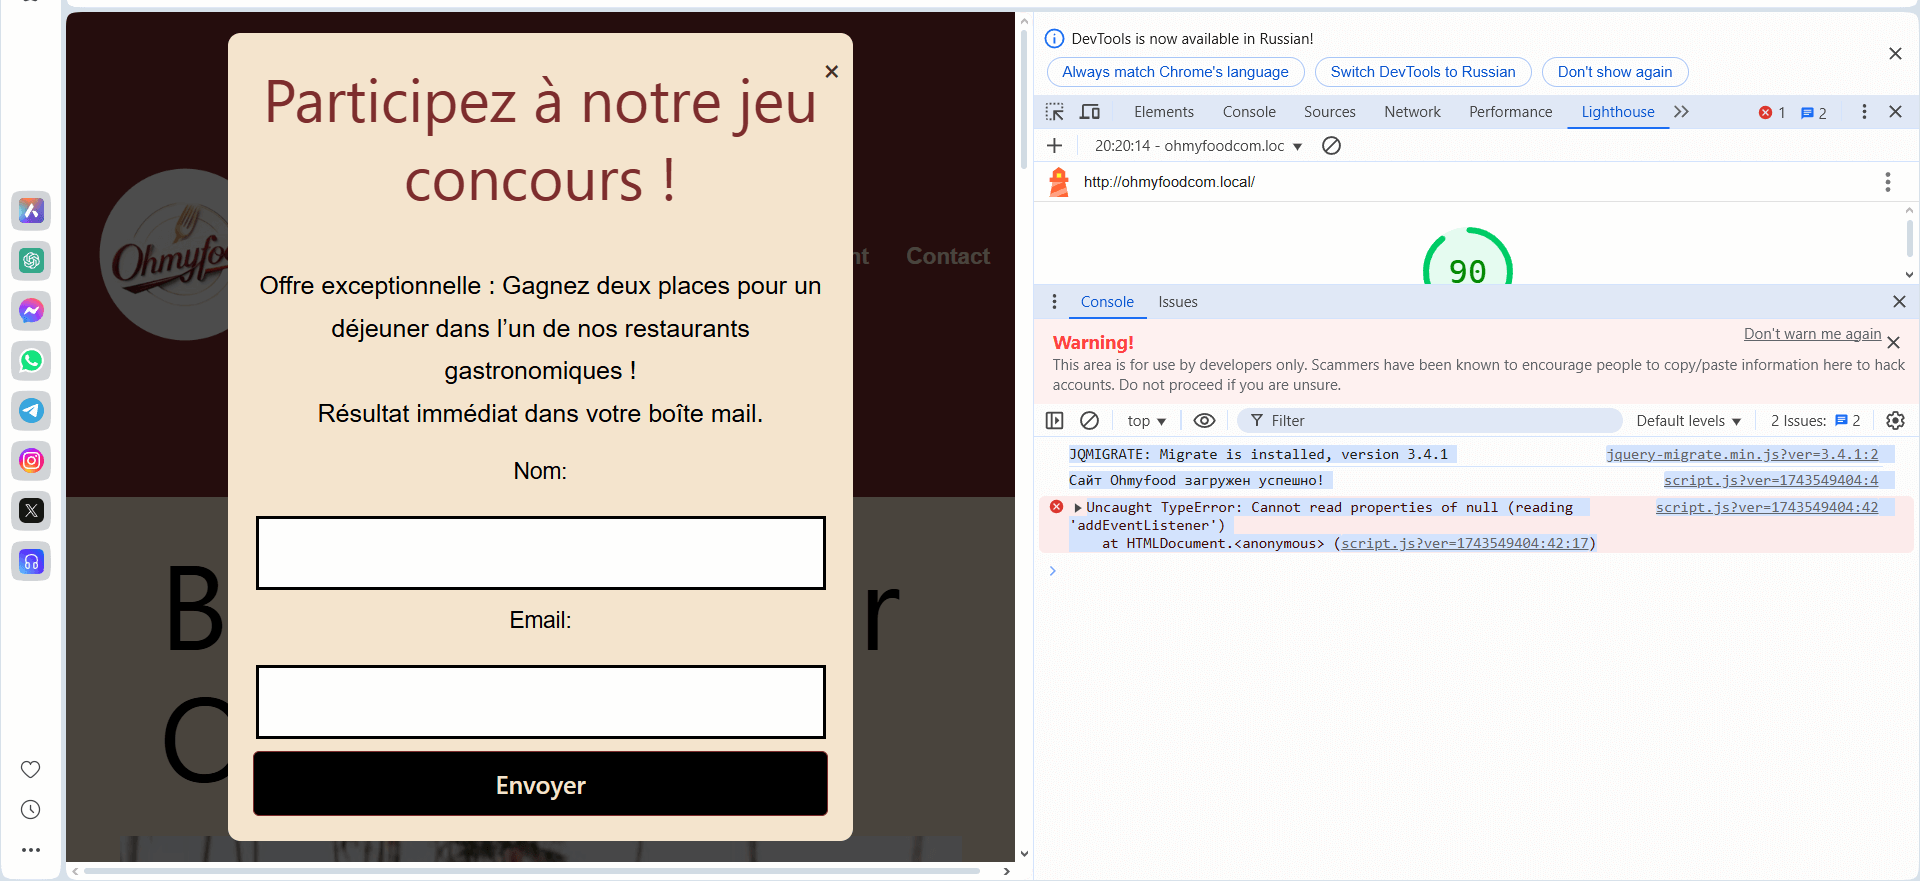 Participez à notre jeu
concours !
×
Offre exceptionnelle : Gagnez deux places pour un
déjeuner dans l’un de nos restaurants
gastronomiques !
Résultat immédiat dans votre boîte mail.
Nom:
Email:
Envoyer
Ohmyfoo
nt
Contact
B
r
C
DevTools is now available in Russian!
Always match Chrome's language
Switch DevTools to Russian
Don't show again
Elements
Console
Sources
Network
Performance
Lighthouse
1
2
20:20:14 - ohmyfoodcom.loc
http://ohmyfoodcom.local/
90
Console
Issues
Warning!
Don't warn me again
This area is for use by developers only. Scammers have been known to encourage people to copy/paste information here to hack
accounts. Do not proceed if you are unsure.
top
Filter
Default levels
2 Issues:
2
JQMIGRATE: Migrate is installed, version 3.4.1
jquery-migrate.min.js?ver=3.4.1:2
Сайт Ohmyfood загружен успешно!
script.js?ver=1743549404:4
Uncaught TypeError: Cannot read properties of null (reading
script.js?ver=1743549404:42
'addEventListener')
at HTMLDocument.<anonymous> (script.js?ver=1743549404:42:17)